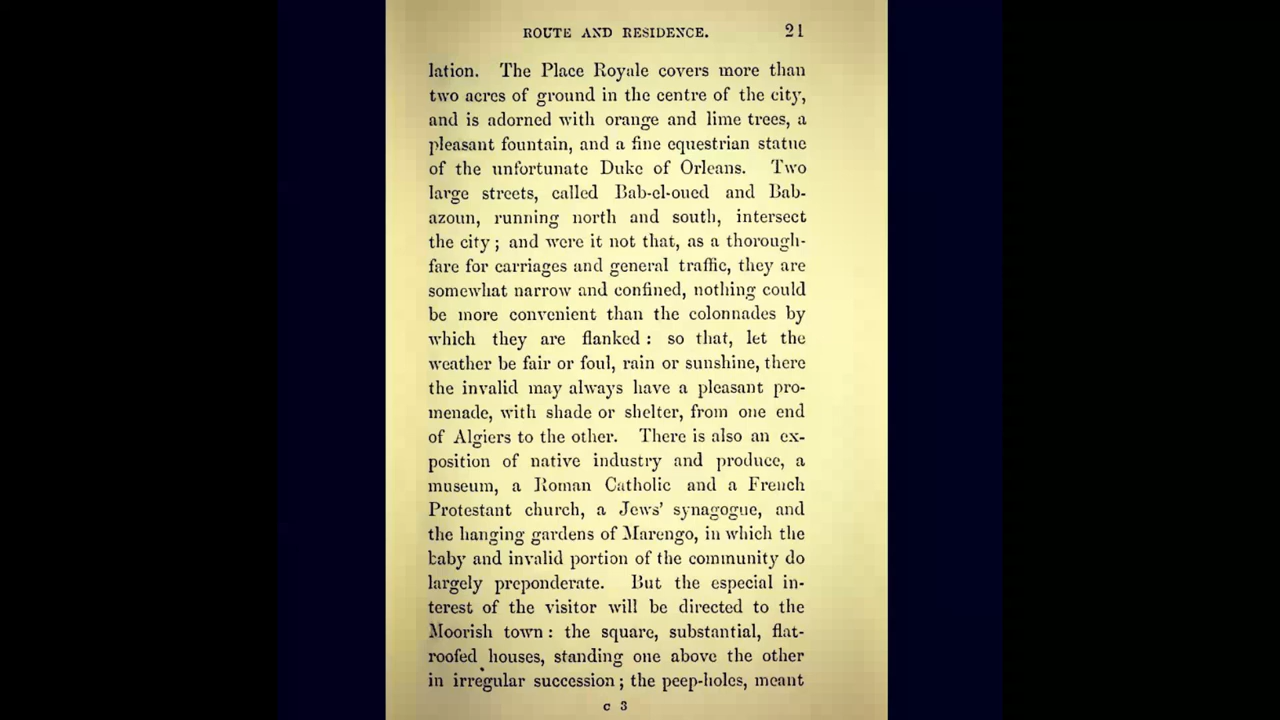 ROUTE AND RESIDENCE. 21
lation. The Place Royale covers more than
two acres of ground in the centre of the city,
and is adorned with orange and lime trees, a
pleasant fountain, and a fine equestrian statue
of the unfortunate Duke of Orleans. Two
large streets, called Bab-el-oued and Bab-
azoun, running north and south, intersect
the city; and were it not that, as a thorough-
fare for carriages and general traffic, they are
somewhat narrow and confined, nothing could
be more convenient than the colonnades by
which they are flanked: so that, let the
weather be fair or foul, rain or sunshine, there
the invalid may always have a pleasant pro-
menade, with shade or shelter, from one end
of Algiers to the other. There is also an ex-
position of native industry and produce, a
museum, a Roman Catholic and a French
Protestant church, a Jews' synagogue, and
the hanging gardens of Marengo, in which the
baby and invalid portion of the community do
largely preponderate. But the especial in-
terest of the visitor will be directed to the
Moorish town: the square, substantial, flat-
roofed houses, standing one above the other
in irregular succession; the peep-holes, meant
c 3